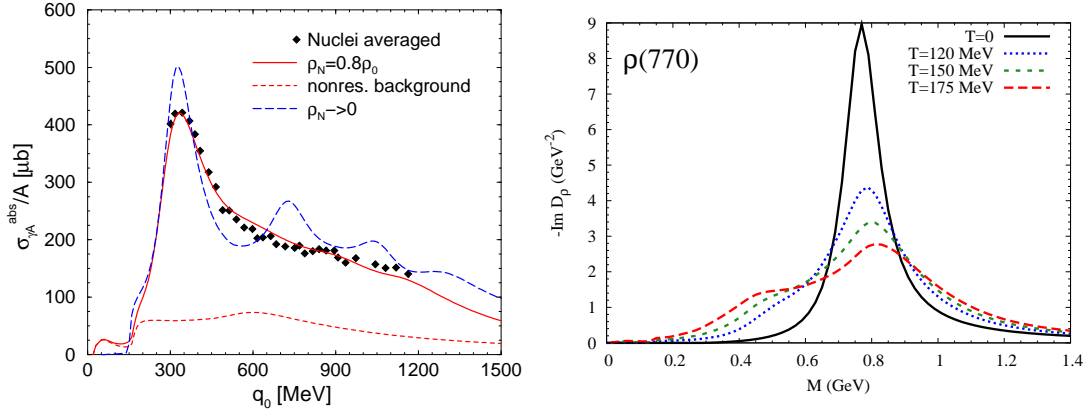 600
500
400
300
200
100
0
0
300
600
900
1200
1500
q₀ [MeV]
σ_γA^abs/A [μb]
Nuclei averaged
ρ_N=0.8ρ₀
nonres. background
ρ_N−>0
9
8
7
6
5
4
3
2
1
0
0
0.2
0.4
0.6
0.8
1
1.2
1.4
M (GeV)
-Im D_ρ (GeV⁻²)
ρ(770)
T=0
T=120 MeV
T=150 MeV
T=175 MeV